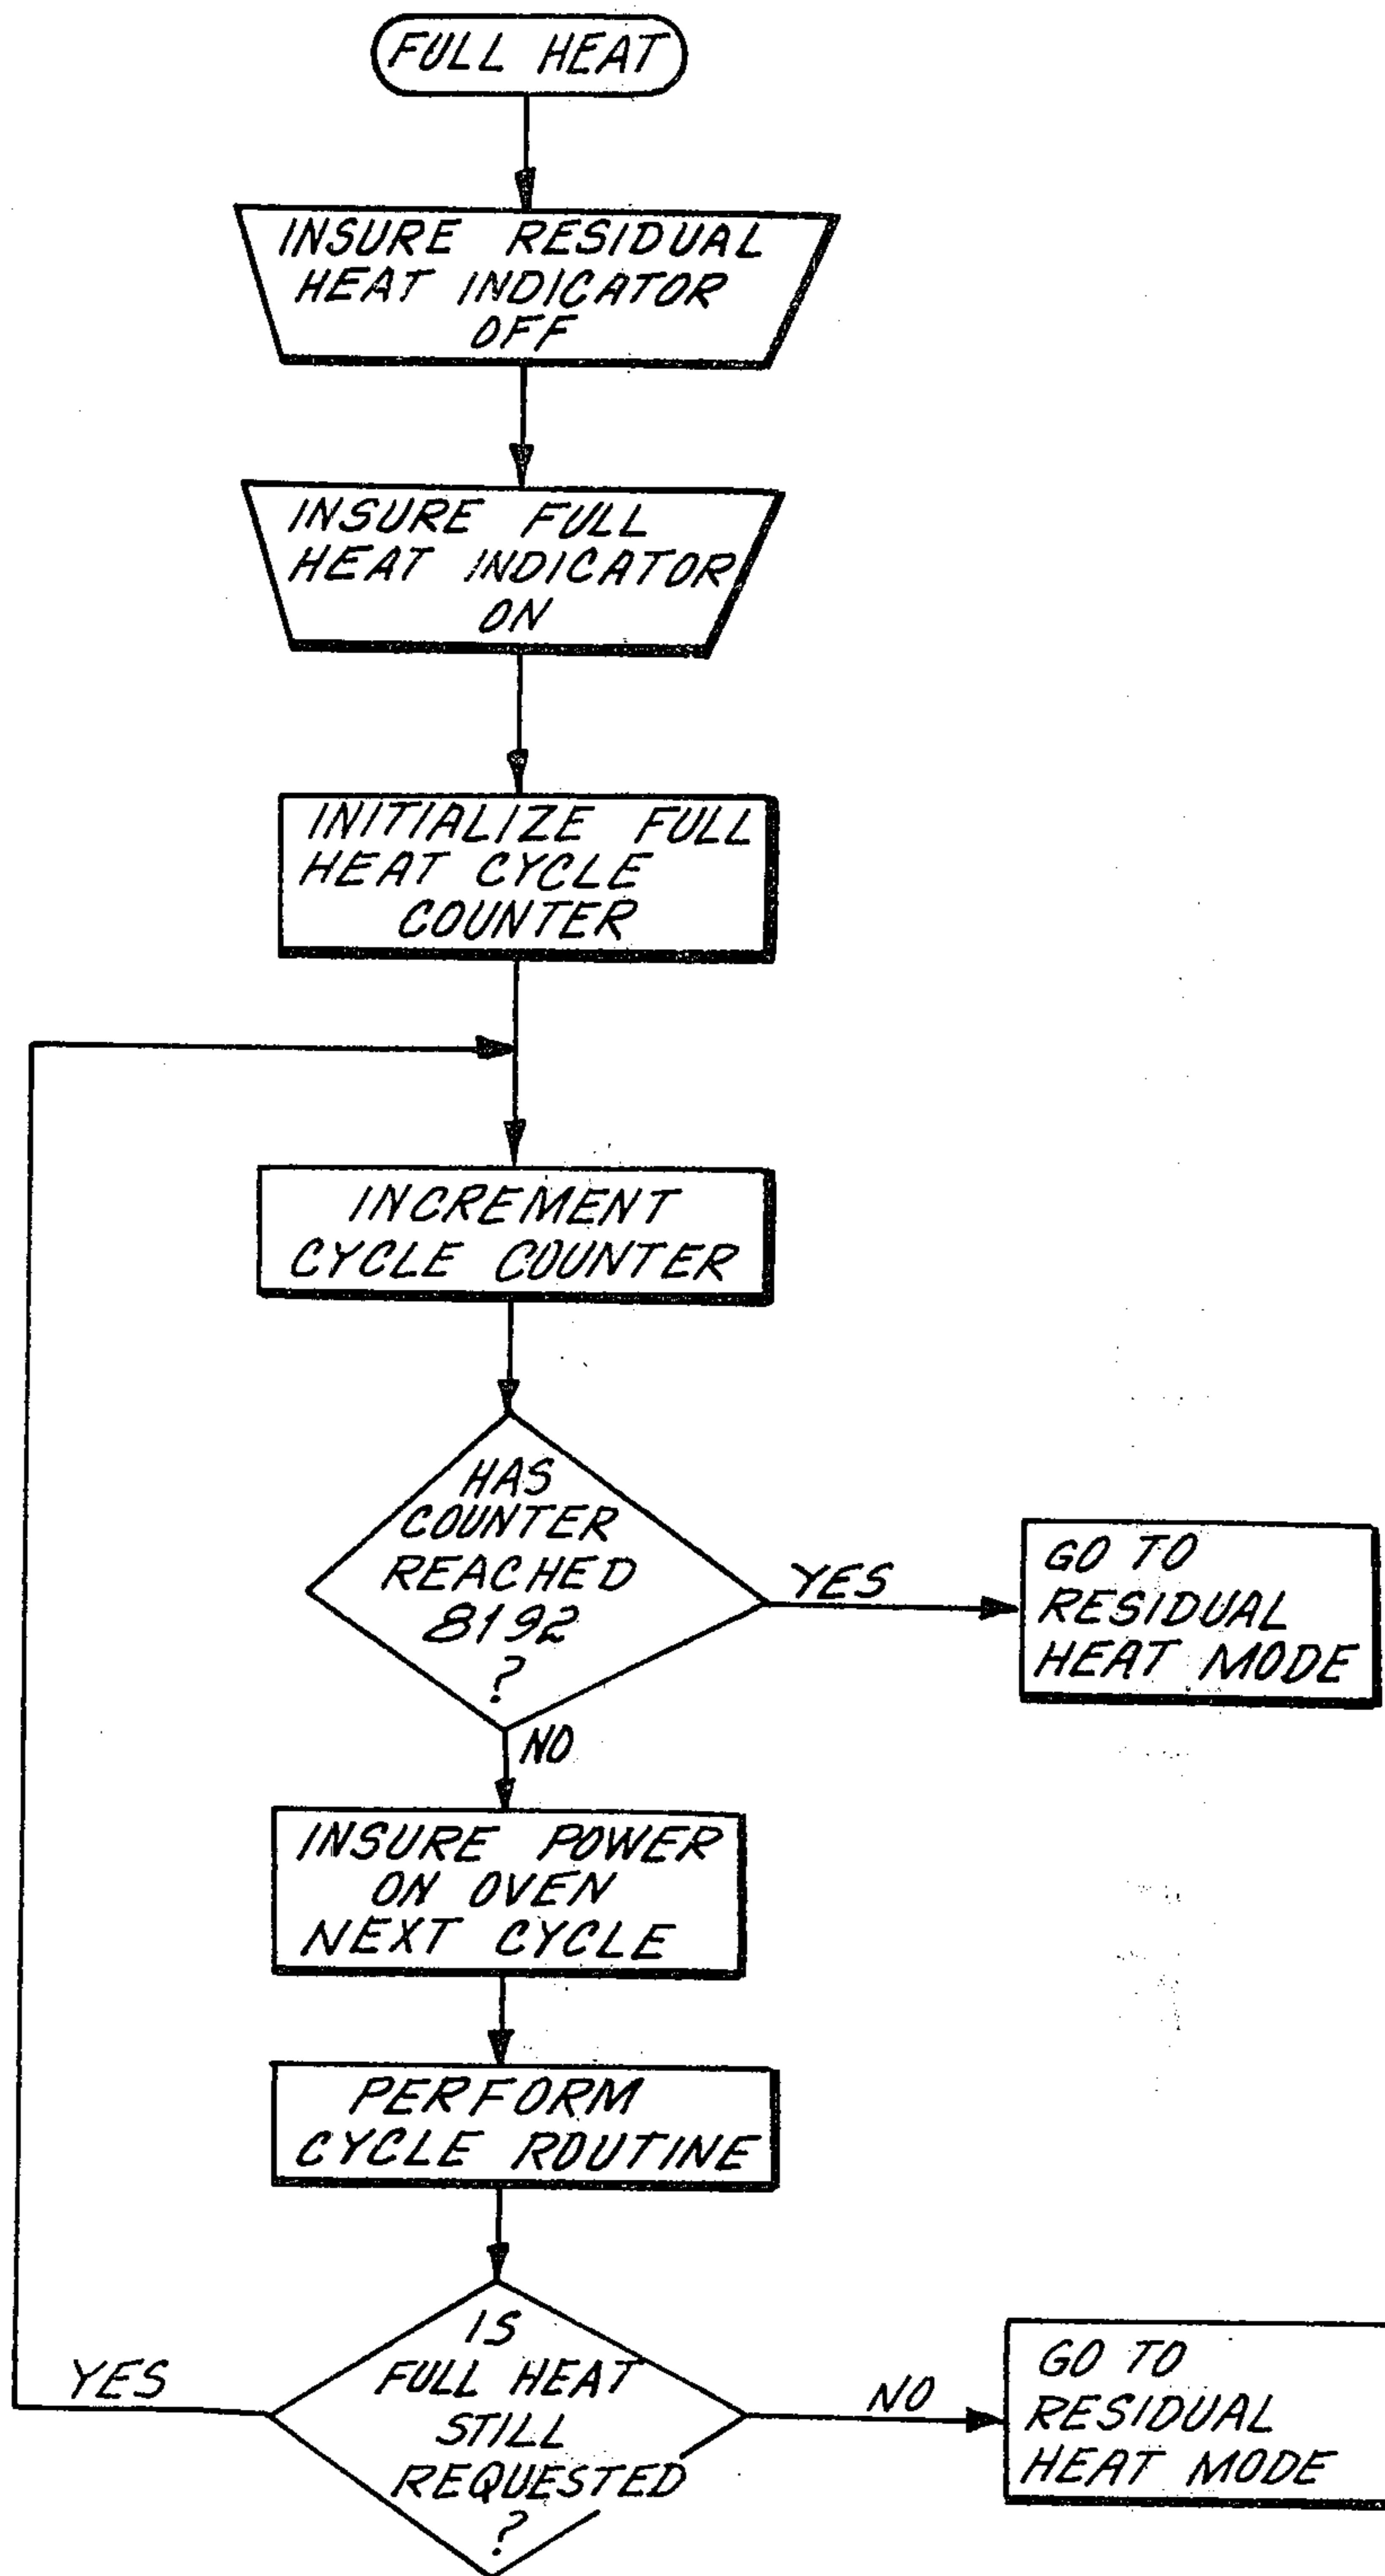 FULL HEAT
INSURE RESIDUAL
HEAT INDICATOR
OFF
INSURE FULL
HEAT INDICATOR
ON
INITIALIZE FULL
HEAT CYCLE
COUNTER
INCREMENT
CYCLE COUNTER
HAS
COUNTER
REACHED
8192
?
YES
GO TO
RESIDUAL
HEAT MODE
NO
INSURE POWER
ON OVEN
NEXT CYCLE
PERFORM
CYCLE ROUTINE
IS
FULL HEAT
STILL
REQUESTED
?
YES
NO
GO TO
RESIDUAL
HEAT MODE